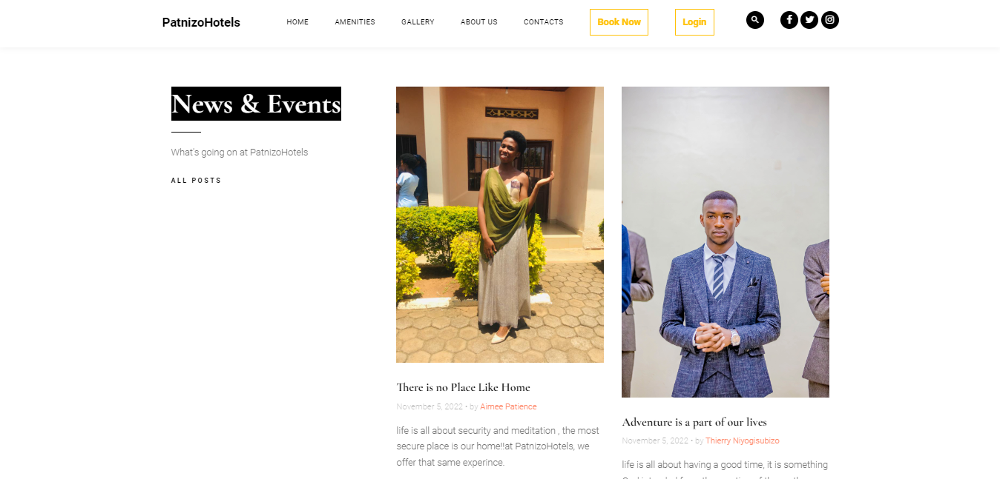 PatnizoHotels
HOME
AMENITIES
GALLERY
ABOUT US
CONTACTS
Book Now
Login
News & Events
What's going on at PatnizoHotels
ALL POSTS
There is no Place Like Home
November 5, 2022 • by Aimee Patience
life is all about security and meditation , the most
secure place is our home!!at PatnizoHotels, we
offer that same experince.
Adventure is a part of our lives
November 5, 2022 • by Thierry Niyogisubizo
life is all about having a good time, it is something